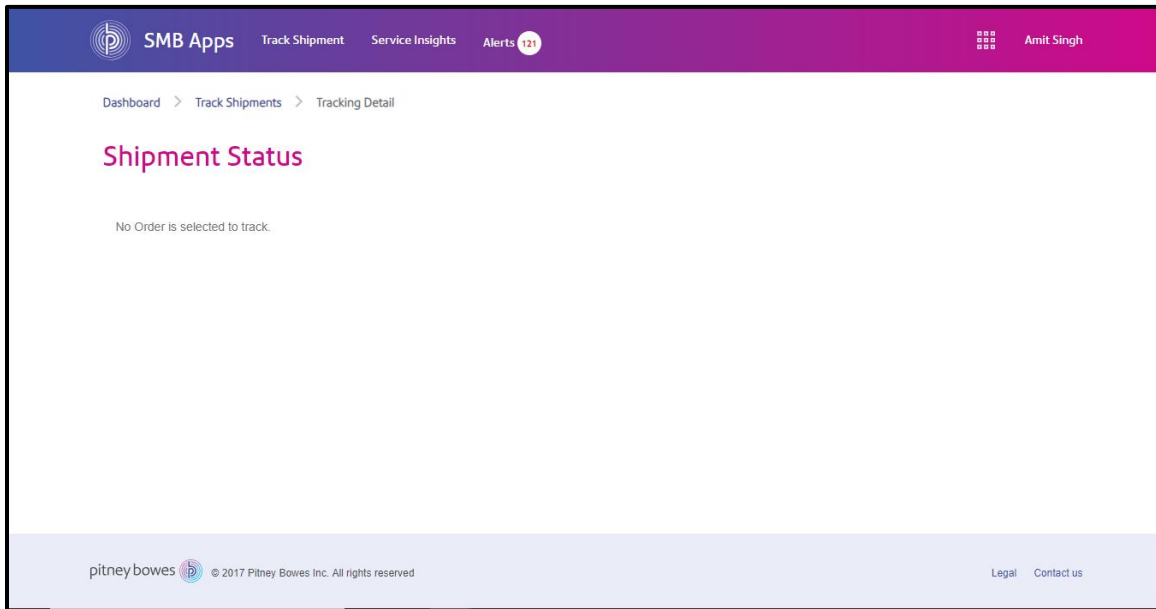 SMB Apps Track Shipment Service Insights Alerts 121 Amit Singh
Dashboard > Track Shipments > Tracking Detail
Shipment Status
No Order is selected to track.
pitney bowes © 2017 Pitney Bowes Inc. All rights reserved Legal Contact us